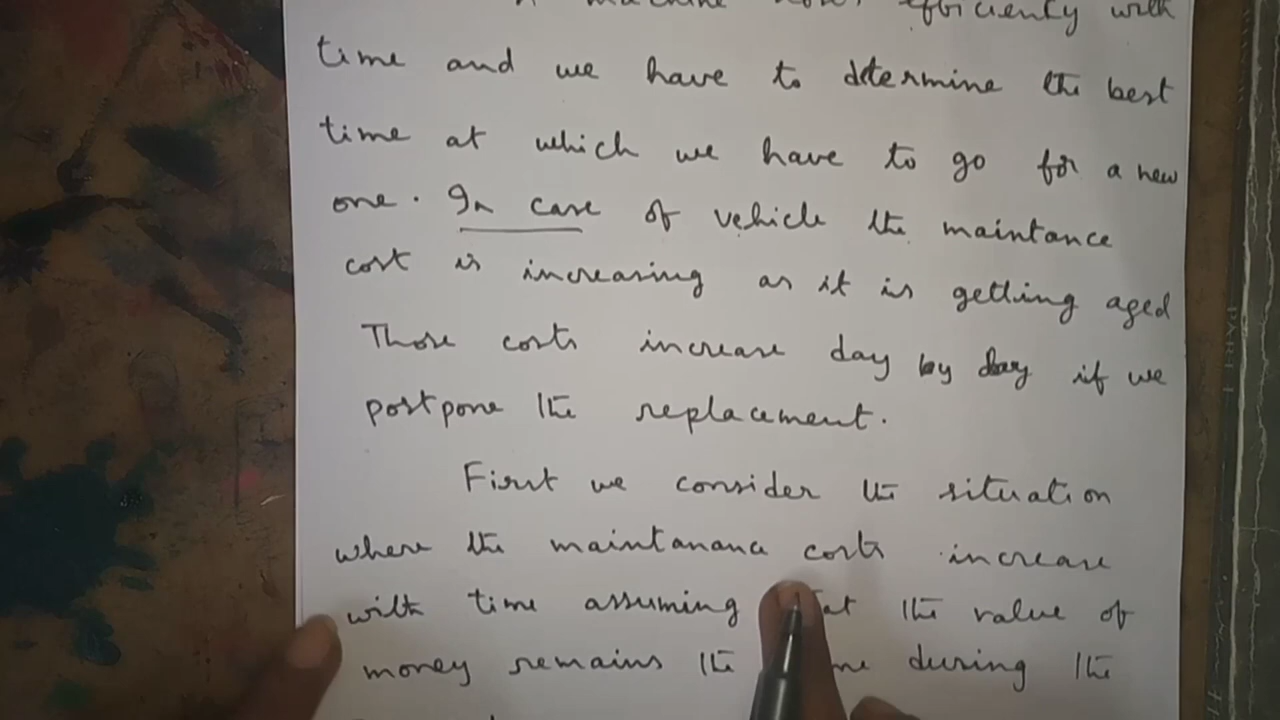 machine efficiency with
time and we have to determine the best
time at which we have to go for a new
one. In case of vehicle the maintance
cost is increasing as it is getting aged
Those costs increase day by day if we
postpone the replacement.
First we consider the situation
where the maintanance costs increase
with time assuming the value of
money remains the during the